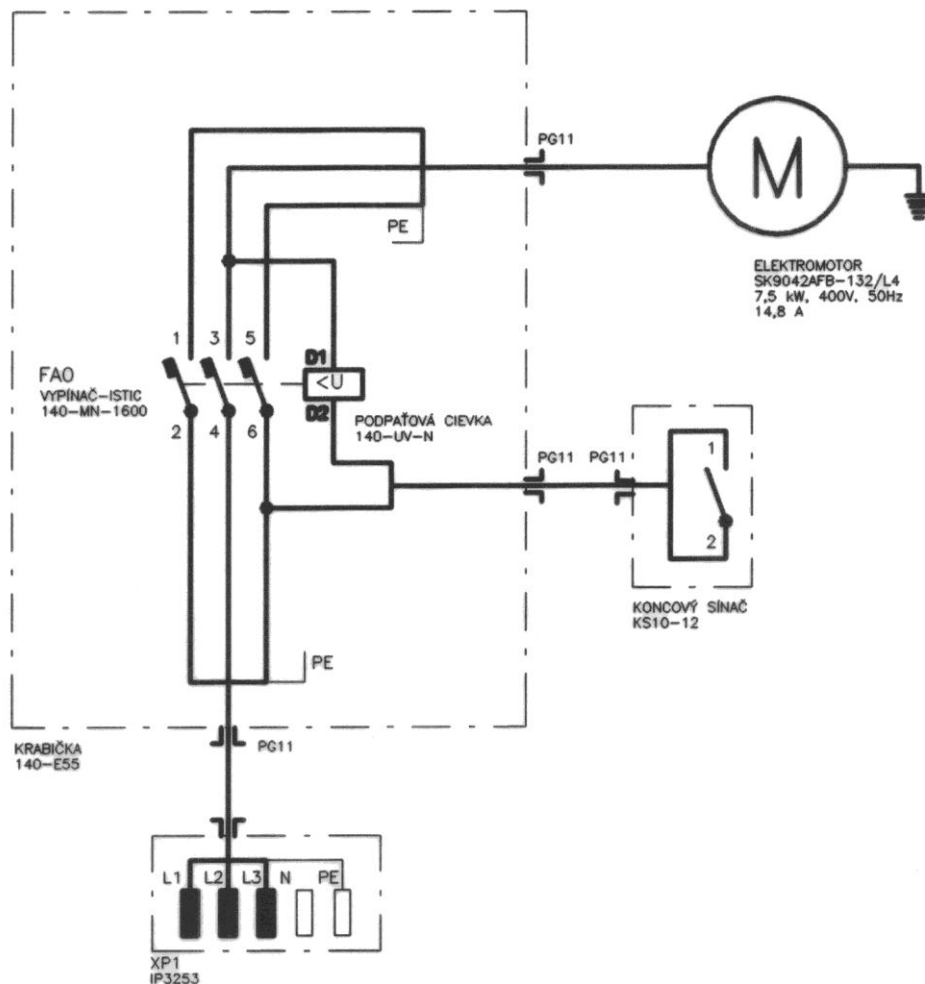 PG11
M
PE
ELEKTROMOTOR
SK9042AFB-132/L4
7,5 kW, 400V, 50Hz
14,8 A
1 3 5
D1
<U
D2
FAO
VYPÍNAČ-ISTIC
140-MN-1600
2 4 6
PODPAŤOVÁ CIEVKA
140-UV-N
PG11 PG11
1
2
KONCOVÝ SÍNAČ
KS10-12
PE
KRABIČKA
140-E55
PG11
L1 L2 L3 N PE
XP1
IP3253